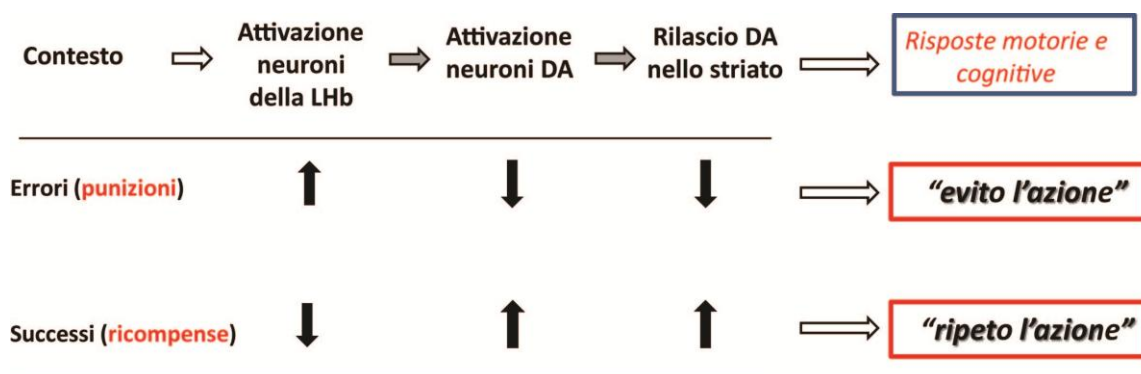 Contesto
Attivazione
neuroni
della LHb
Attivazione
neuroni DA
Rilascio DA
nello striato
Risposte motorie e
cognitive
Errori (punizioni)
“evito l’azione”
Successi (ricompense)
“ripeto l’azione”